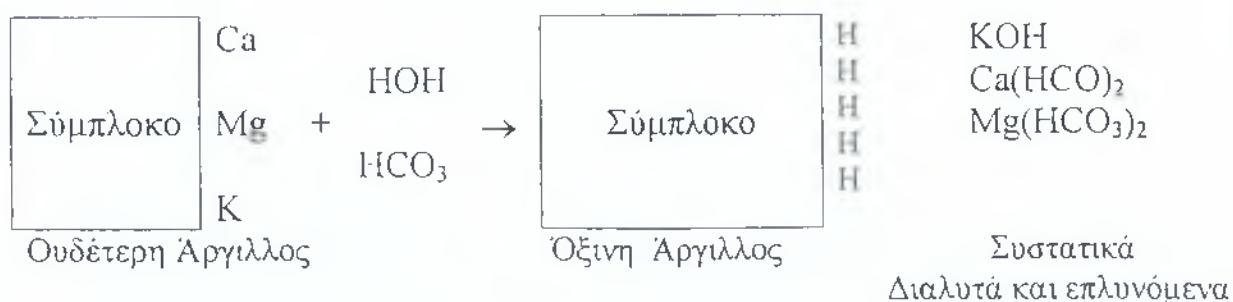 Ca
HOH
Σύμπλοκο Mg + →
HCO₃
K
Ουδέτερη Άργιλλος
Σύμπλοκο
H
H
H
H
H
Όξινη Άργιλλος
KOH
Ca(HCO)₂
Mg(HCO₃)₂
Συστατικά
Διαλυτά και επλυνόμενα